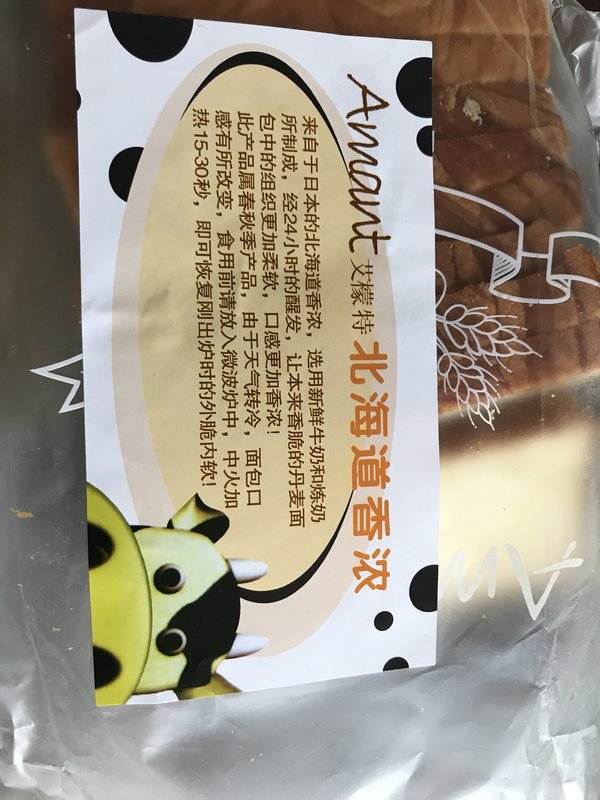 Amant 艾檬特 北海道香浓
来自于日本的北海道香浓，选用新鲜牛奶和炼奶
所制成，经24小时的醒发，让本来香脆的丹麦面
包中的组织更加柔软，口感更加香浓！
此产品属春秋季产品，由于天气转冷，面包口
感有所改变，食用前请放入微波炉中，中火加
热15-30秒，即可恢复刚出炉时的外脆内软！